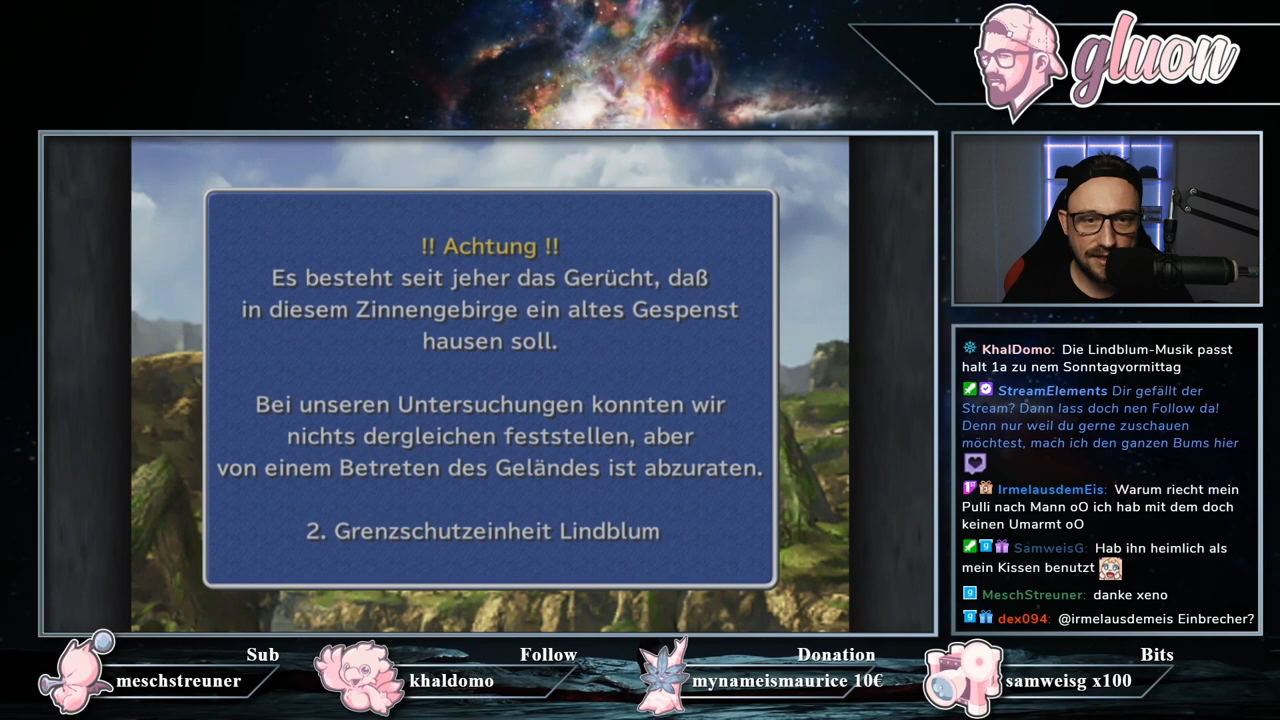 gluon
!! Achtung !!
Es besteht seit jeher das Gerücht, daß
in diesem Zinnengebirge ein altes Gespenst
hausen soll.
Bei unseren Untersuchungen konnten wir
nichts dergleichen feststellen, aber
von einem Betreten des Geländes ist abzuraten.
2. Grenzschutzeinheit Lindblum
KhalDomo: Die Lindblum-Musik passt
halt 1a zu nem Sonntagvormittag
StreamElements Dir gefällt der
Stream? Dann lass doch nen Follow da!
Denn nur weil du gerne zuschauen
möchtest, mach ich den ganzen Bums hier
IrmelausdemEis: Warum riecht mein
Pulli nach Mann oO ich hab mit dem doch
keinen Umarmt oO
SamweisG: Hab ihn heimlich als
mein Kissen benutzt
MeschStreuner: danke xeno
dex094: @irmelausdemeis Einbrecher?
Sub
meschstreuner
Follow
khaldomo
Donation
mynameismaurice 10€
Bits
samweisg x100